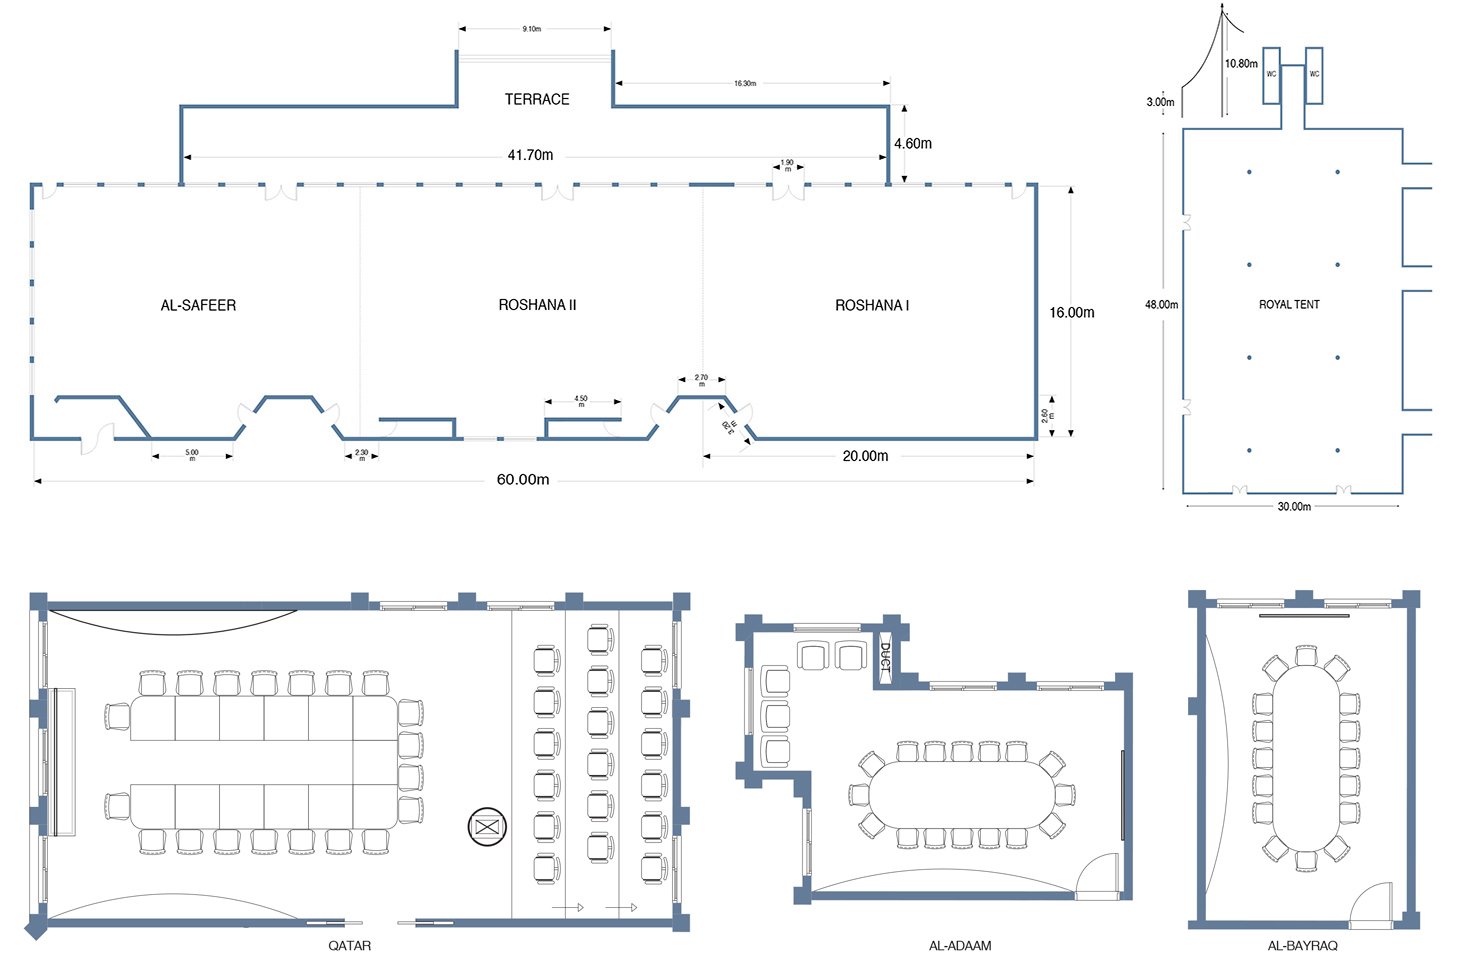 9.10m
16.30m
TERRACE
4.60m
41.70m
1.90
m
AL-SAFEER
ROSHANA II
ROSHANA I
16.00m
2.70
m
4.50
m
3.20
m
2.60
m
5.00
m
2.30
m
20.00m
60.00m
10.80m
3.00m
WC
WC
48.00m
ROYAL TENT
30.00m
DUCT
QATAR
AL-ADAAM
AL-BAYRAQ